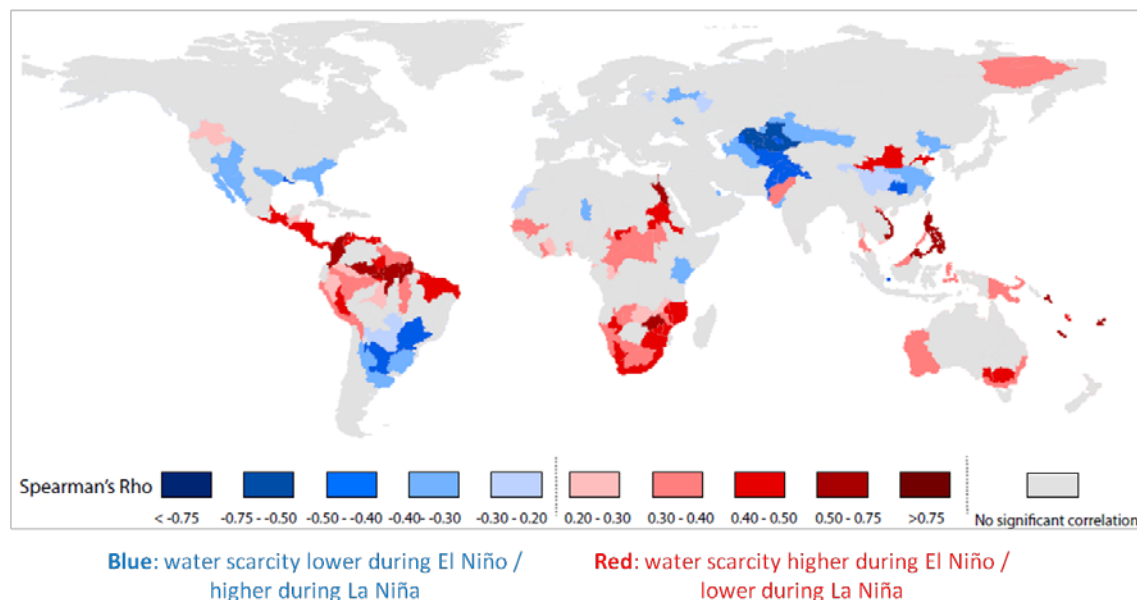 Spearman's Rho
< -0.75 -0.75 - -0.50 -0.50 - -0.40 -0.40- -0.30 -0.30 - 0.20 0.20 - 0.30 0.30 - 0.40 0.40 - 0.50 0.50 - 0.75 >0.75 No significant correlation
Blue: water scarcity lower during El Niño /
higher during La Niña
Red: water scarcity higher during El Niño /
lower during La Niña